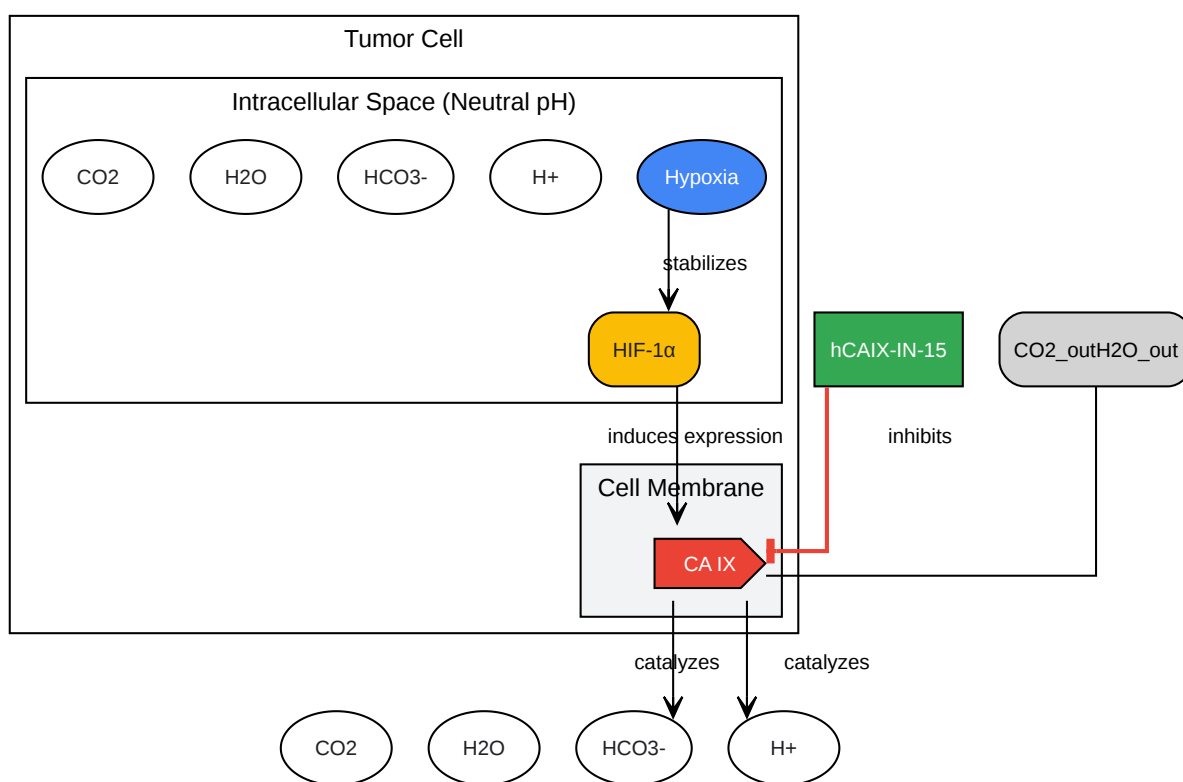 Tumor Cell
Intracellular Space (Neutral pH)
CO2
H2O
HCO3-
H+
Hypoxia
stabilizes
HIF-1α
hCAIX-IN-15
CO2_outH2O_out
induces expression
inhibits
Cell Membrane
CA IX
catalyzes
catalyzes
CO2
H2O
HCO3-
H+